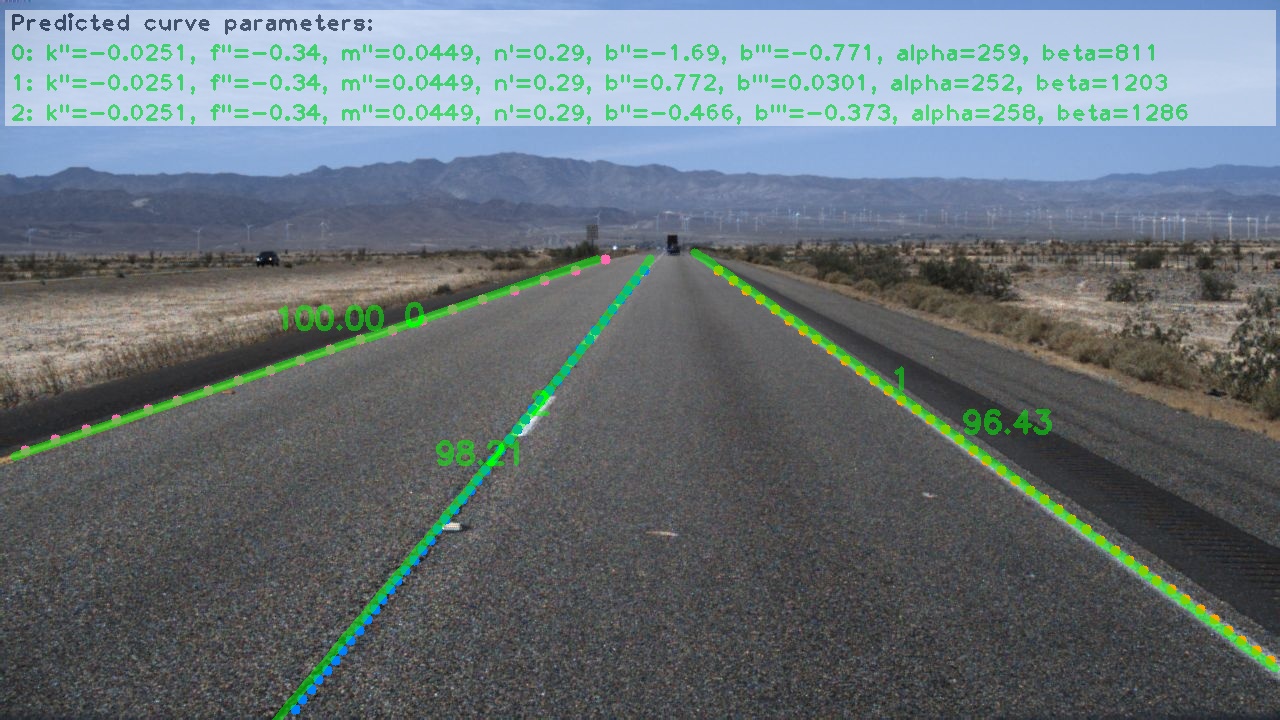 Predicted curve parameters:
0: k''=-0.0251, f''=-0.34, m''=0.0449, n'=0.29, b''=-1.69, b'''=-0.771, alpha=259, beta=811
1: k''=-0.0251, f''=-0.34, m''=0.0449, n'=0.29, b''=0.772, b'''=0.0301, alpha=252, beta=1203
2: k''=-0.0251, f''=-0.34, m''=0.0449, n'=0.29, b''=-0.466, b'''=-0.373, alpha=258, beta=1286
100.00 0
1
2
96.43
98.21